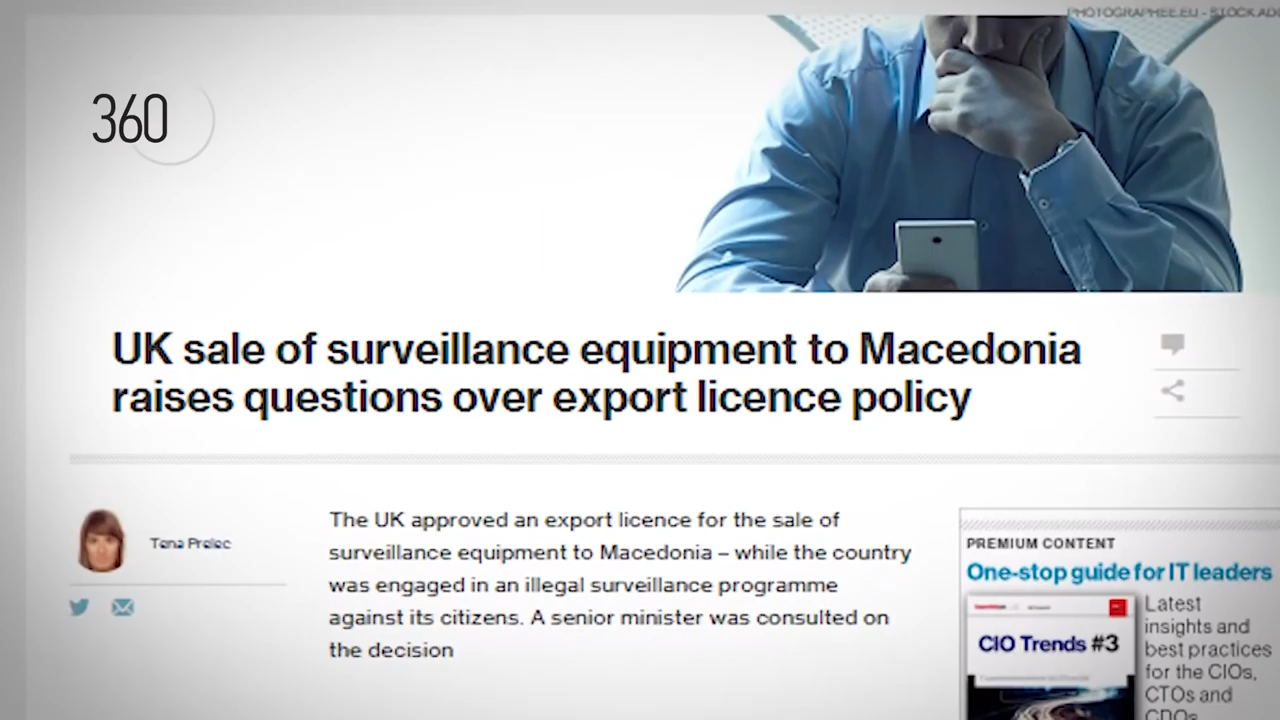 PHOTOGRAPHEE.EU - STOCK.ADO
360
UK sale of surveillance equipment to Macedonia
raises questions over export licence policy
Tena Prelec
The UK approved an export licence for the sale of
surveillance equipment to Macedonia – while the country
was engaged in an illegal surveillance programme
against its citizens. A senior minister was consulted on
the decision
PREMIUM CONTENT
One-stop guide for IT leaders
CIO Trends #3
Latest
insights and
best practices
for the CIOs,
CTOs and
CDOs